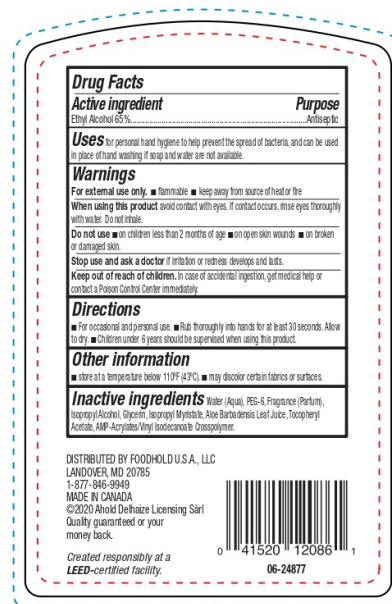 Drug Facts
Active ingredient Purpose
Ethyl Alcohol 65%......................................................................Antiseptic
Uses for personal hand hygiene to help prevent the spread of bacteria, and can be used
in place of hand washing if soap and water are not available.
Warnings
For external use only. ■ flammable ■ keep away from source of heat or fire
When using this product avoid contact with eyes. If contact occurs, rinse eyes thoroughly
with water. Do not inhale.
Do not use ■ on children less than 2 months of age ■ on open skin wounds ■ on broken
or damaged skin.
Stop use and ask a doctor if irritation or redness develops and lasts.
Keep out of reach of children. In case of accidental ingestion, get medical help or
contact a Poison Control Center immediately.
Directions
■ For occasional and personal use. ■ Rub thoroughly into hands for at least 30 seconds. Allow
to dry. ■ Children under 6 years should be supervised when using this product.
Other information
■ store at a temperature below 110ºF (43ºC). ■ may discolor certain fabrics or surfaces.
Inactive ingredients Water (Aqua), PEG-6, Fragrance (Parfum),
Isopropyl Alcohol, Glycerin, Isopropyl Myristate, Aloe Barbadensis Leaf Juice, Tocopheryl
Acetate, AMP-Acrylates/Vinyl Isodecanoate Crosspolymer.
DISTRIBUTED BY FOODHOLD U.S.A., LLC
LANDOVER, MD 20785
1-877-846-9949
MADE IN CANADA
©2020 Ahold Delhaize Licensing Sàrl
Quality guaranteed or your
money back.
Created responsibly at a
LEED-certified facility.
0 41520 12086 1
06-24877